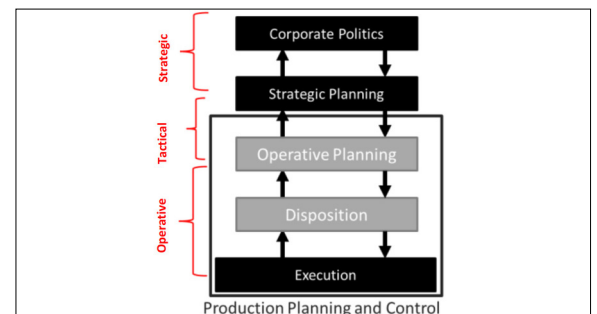 Strategic
Corporate Politics
Strategic Planning
Tactical
Operative Planning
Operative
Disposition
Execution
Production Planning and Control